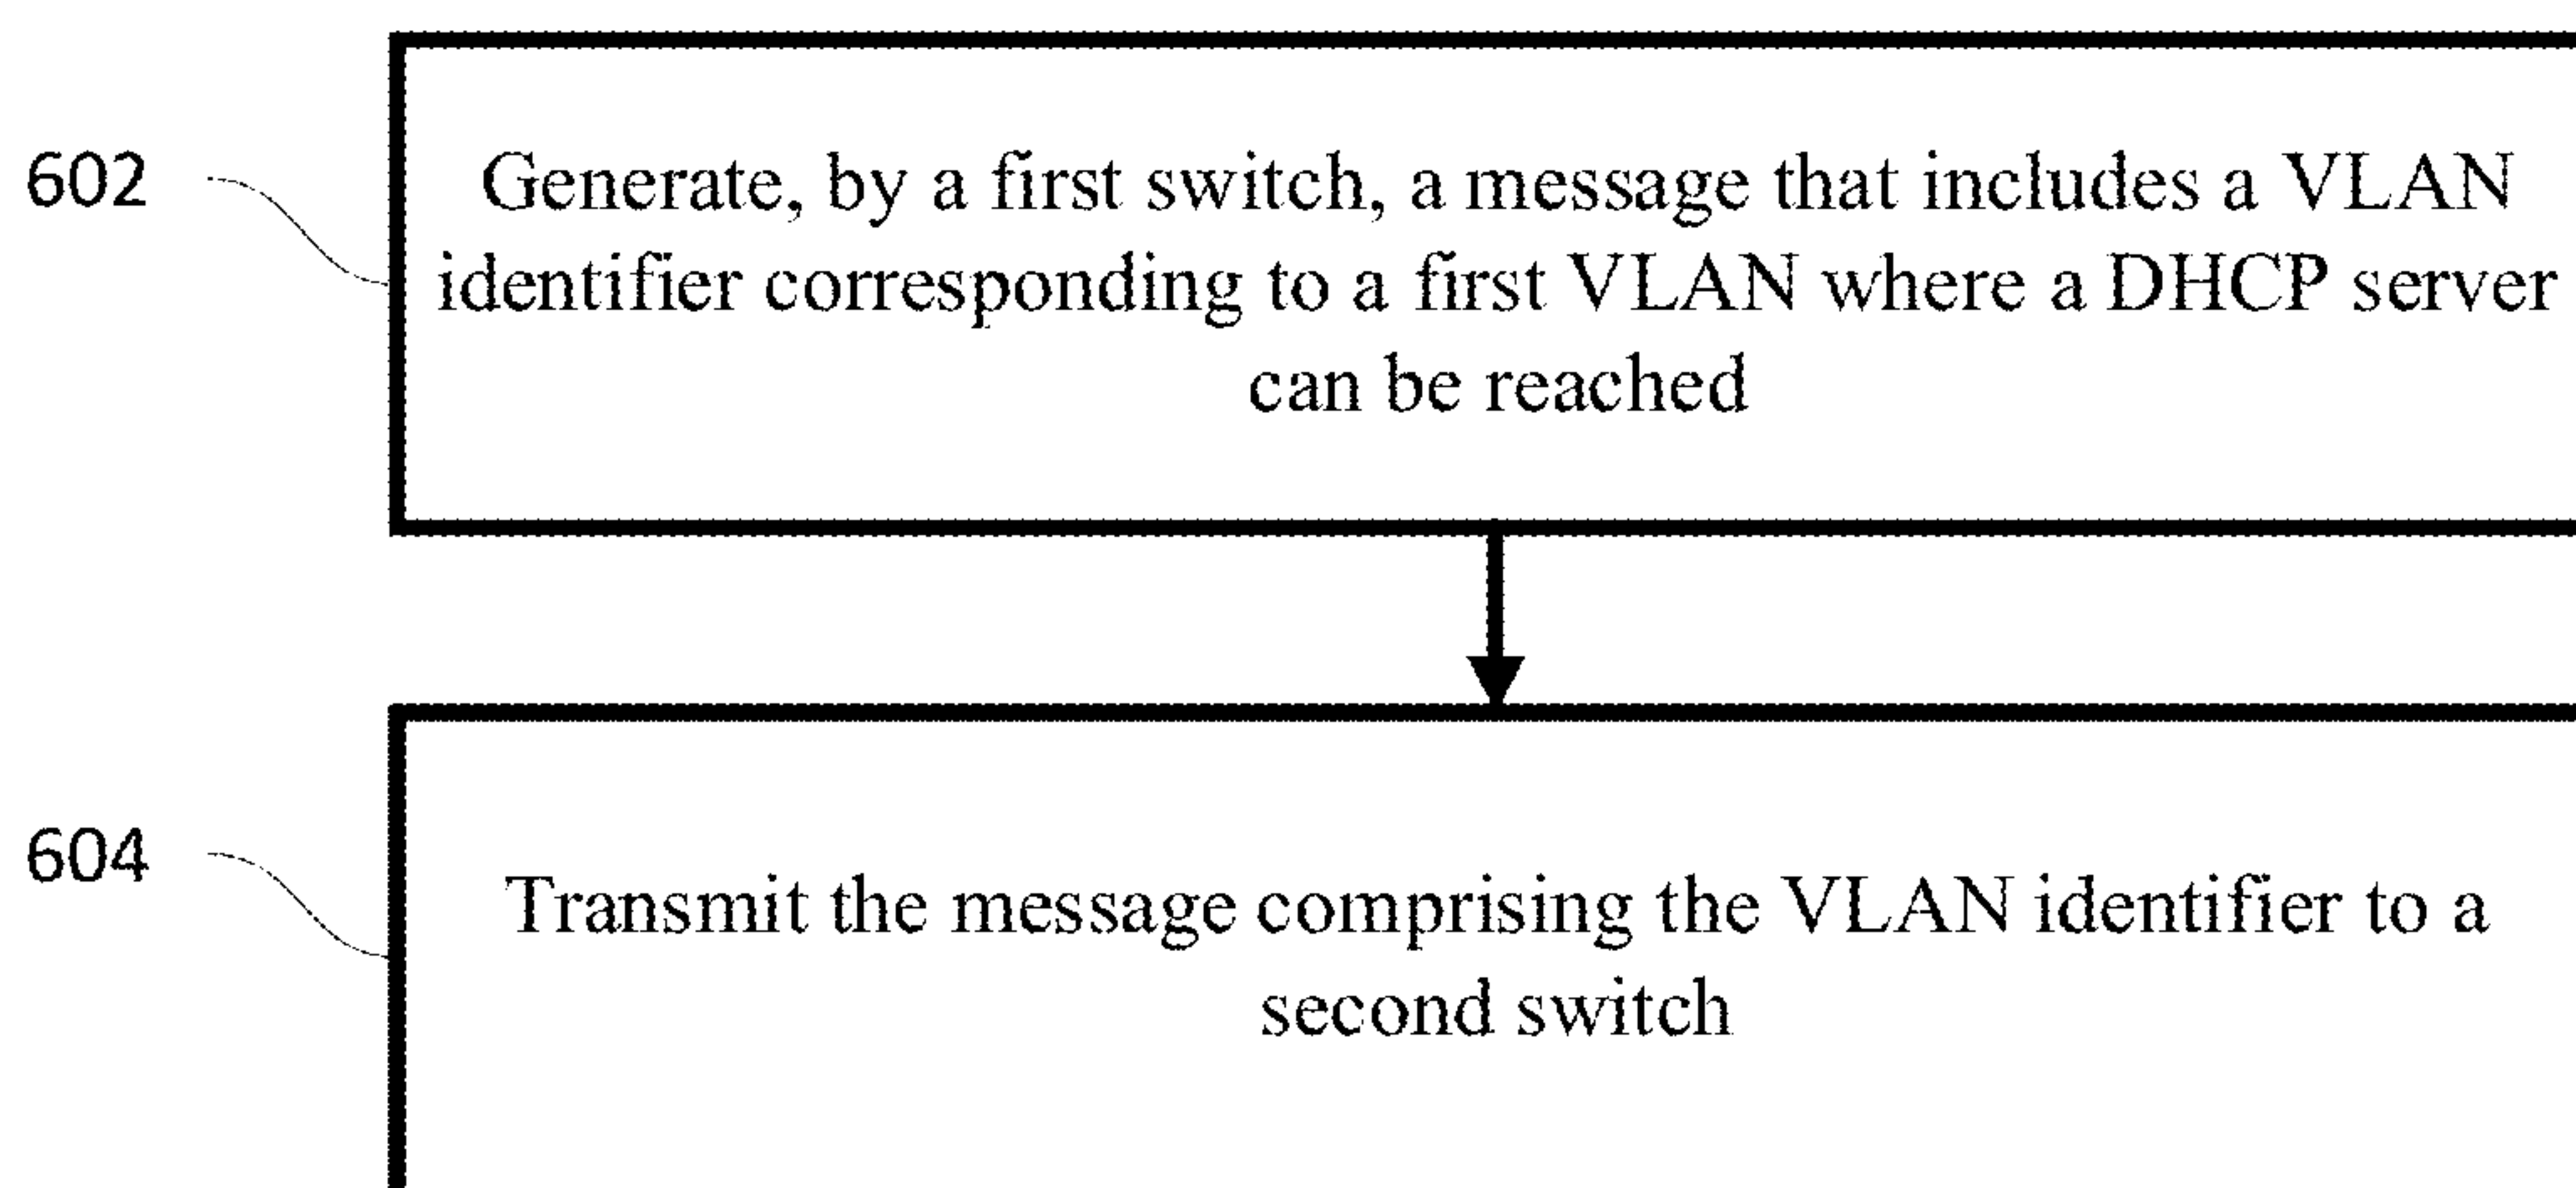 602
Generate, by a first switch, a message that includes a VLAN
identifier corresponding to a first VLAN where a DHCP server
can be reached
604
Transmit the message comprising the VLAN identifier to a
second switch